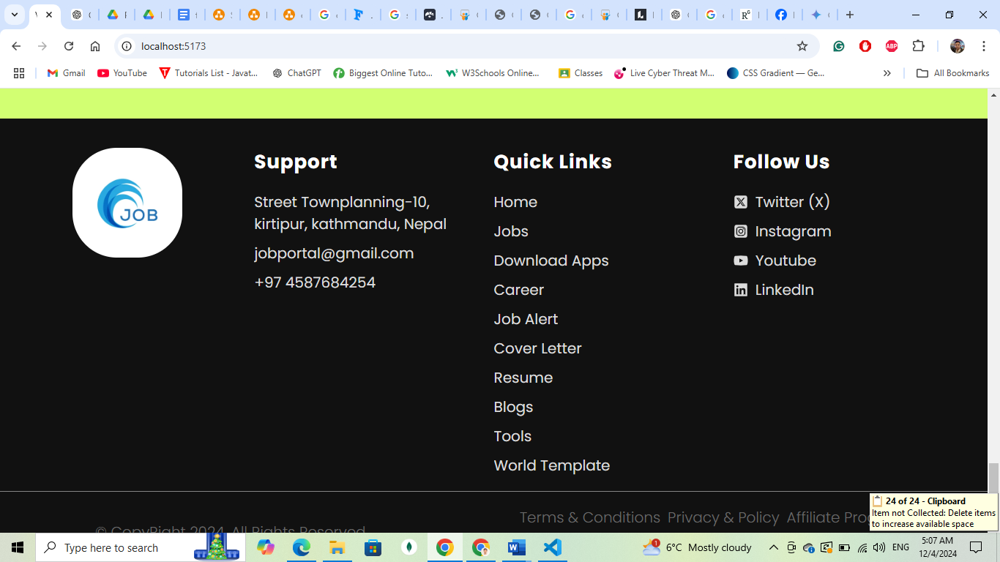 localhost:5173
Gmail
YouTube
Tutorials List - Javat...
ChatGPT
Biggest Online Tuto...
W3Schools Online...
Classes
Live Cyber Threat M...
CSS Gradient — Ge...
All Bookmarks
JOB
Support
Street Townplanning-10,
kirtipur, kathmandu, Nepal
jobportal@gmail.com
+97 4587684254
Quick Links
Home
Jobs
Download Apps
Career
Job Alert
Cover Letter
Resume
Blogs
Tools
World Template
Follow Us
Twitter (X)
Instagram
Youtube
LinkedIn
Terms & Conditions Privacy & Policy Affiliate Pro
© CopyRight 2024. All Rights Reserved
24 of 24 - Clipboard
Item not Collected: Delete items
to increase available space
Type here to search
6°C Mostly cloudy
ENG
5:07 AM
12/4/2024